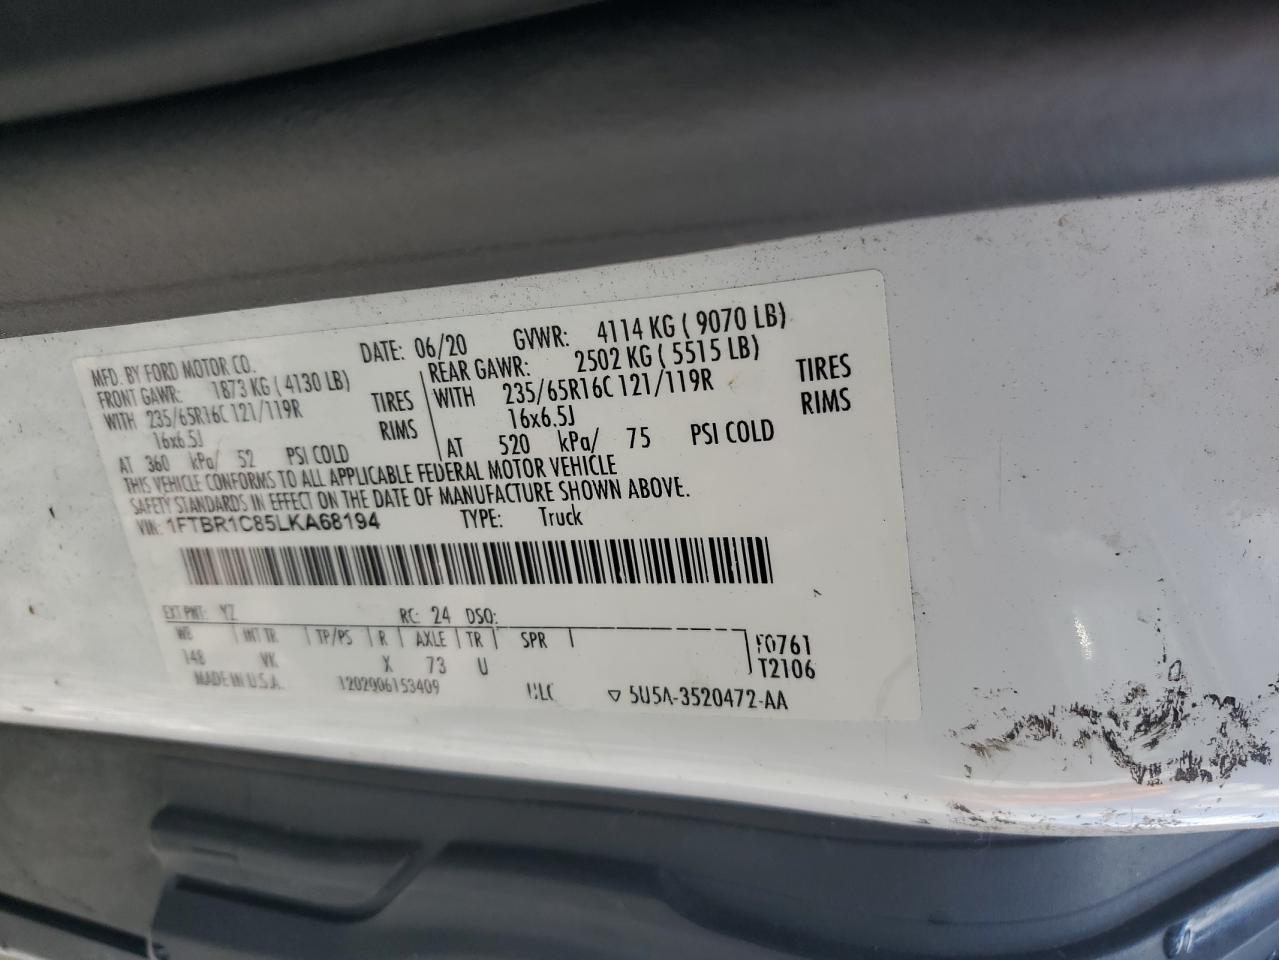 MFD. BY FORD MOTOR CO. DATE: 06/20 GVWR: 4114 KG ( 9070 LB)
FRONT GAWR: 1873 KG ( 4130 LB) REAR GAWR: 2502 KG ( 5515 LB)
WITH 235/65R16C 121/119R TIRES WITH 235/65R16C 121/119R TIRES
16x6.5J RIMS 16x6.5J RIMS
AT 360 kPa/ 52 PSI COLD AT 520 kPa/ 75 PSI COLD
THIS VEHICLE CONFORMS TO ALL APPLICABLE FEDERAL MOTOR VEHICLE
SAFETY STANDARDS IN EFFECT ON THE DATE OF MANUFACTURE SHOWN ABOVE.
VIN: 1FTBR1C85LKA68194 TYPE: Truck
EXT PNT: YZ RC: 24 DSO:
WB INT TR TP/PS R AXLE TR SPR F0761
148 VK X 73 U T2106
MADE IN U.S.A. 1202906153409 5U5A-3520472-AA